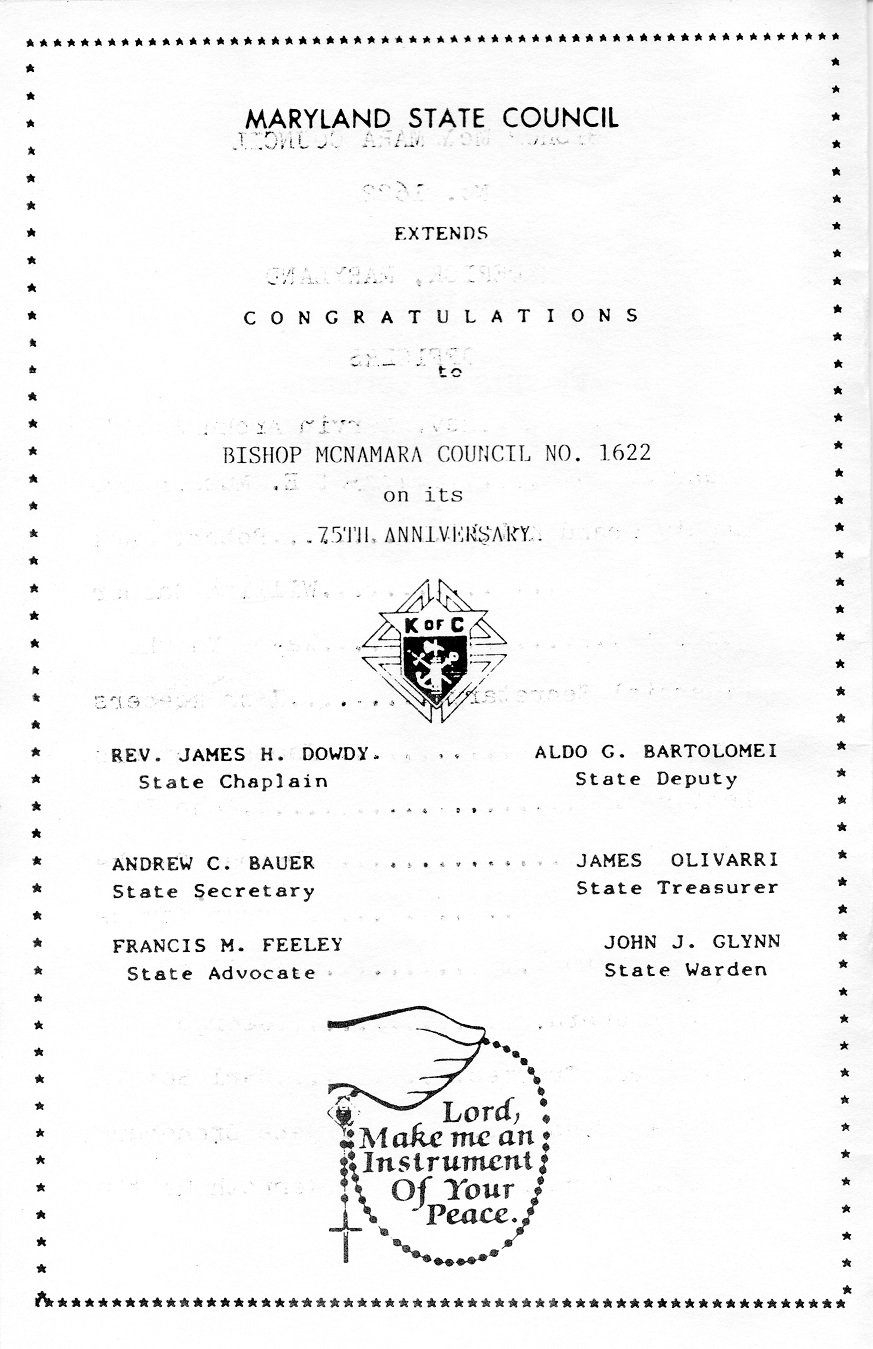 MARYLAND STATE COUNCIL
EXTENDS
C O N G R A T U L A T I O N S
to
BISHOP MCNAMARA COUNCIL NO. 1622
on its
75TH ANNIVERSARY
K OF C
REV. JAMES H. DOWDY. ALDO G. BARTOLOMEI
State Chaplain State Deputy
ANDREW C. BAUER JAMES OLIVARRI
State Secretary State Treasurer
FRANCIS M. FEELEY JOHN J. GLYNN
State Advocate State Warden
Lord,
Make me an
Instrument
Of Your
Peace.